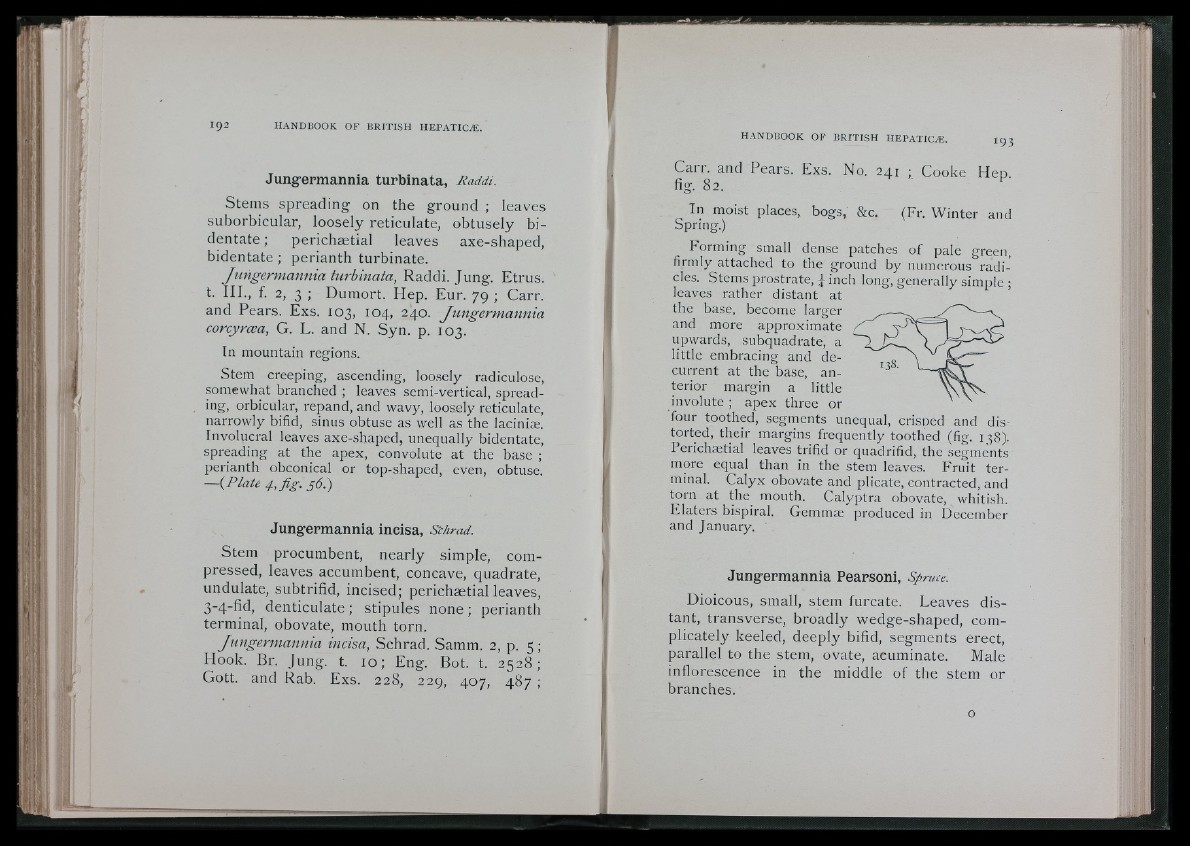 192 HANDBOOK OF BRITISH HEPATICÆ.
Jungermannia turbinata, Raddi.
Stems spreading on the ground ; leaves
suborbicular, loosely reticulate, obtusely bi-
dentate ; perichætial leaves axe-shaped,
bidentate ; perianth turbinate.
Jungermannia turbinata, Raddi. Jung. Etrus.
t. III., f. 2, 3 ; Dumort. Hep. Eur. 79 ; Carr.
and Pears. Exs. 103, 104, 240. Jungermannia
corcyræa, G. L. and N. Syn. p. 103.
In mountain regions.
Stem creeping, ascending, loosely radiculose,
somewhat branched ; leaves semi-vertical, spread-
ing, orbicular, repand, and wavy, loosely reticulate,
narrowly bifid, sinus obtuse as well as the laciniæ.
Involucral leaves axe-shaped, unequally bidentate,
spreading at the apex, convolute at the base ;
perianth obconical or top-shaped, even, obtuse.
—(Plate 4, fig. 56.)
Jungermannia incisa, Schrad.
Stem procumbent, nearly simple, com-
pressed, leaves accumbent, concave, quadrate,
undulate, subtrifid, incised ; perichætial leaves,
3-4-fid, denticulate ; stipules none ; perianth
terminal, obovate, mouth torn.
Jungermannia incisa, Schrad. Samm. 2, p. 5 ;
Hook. Br. Jung. t. 10 ; Eng. Bot. t. 2528 ;
Gott. and Rab. Exs. 228, 229, 407, 487 ;
HANDBOOK OF BRITISH HEPATICÆ. 193
Carr. and Pears. Exs. No. 241 ; Cooke Hep.
fig. 82.
In moist places, bogs, &c. (Fr. Winter and
Spring.)
Forming small dense patches of pale green,
firmly attached to the ground by numerous radi-
cles. Stems prostrate, ¼ inch long, generally simple ;
leaves rather distant at
the base, become larger
and more approximate
upwards, subquadrate, a
little embracing and de-
current at the base, an-
terior margin a little
involute ; apex three or
138.
four toothed, segments unequal, crisped and dis-
torted, their margins frequently toothed (fig. 138).
Perichætial leaves trifid or quadrifid, the segments
more equal than in the stem leaves. Fruit ter-
minal. Calyx obovate and plicate, contracted, and
torn at the mouth. Calyptra obovate, whitish.
Elaters bispiral. Gemmæ produced in December
and January.
Jungermannia Pearsoni, Spruce.
Dioicous, small, stem furcate. Leaves dis-
tant, transverse, broadly wedge-shaped, com-
plicately keeled, deeply bifid, segments erect,
parallel to the stem, ovate, acuminate. Male
inflorescence in the middle of the stem or
branches.
O